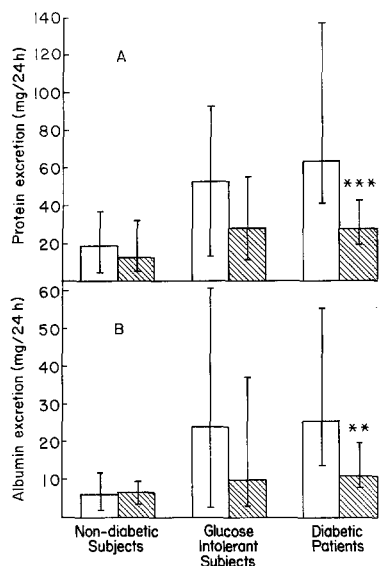 140
120
100
80
60
40
20
Protein excretion (mg/24 h)
A
***
60
50
40
30
20
10
Albumin excretion (mg/24 h)
B
**
Non-diabetic Subjects
Glucose Intolerant Subjects
Diabetic Patients